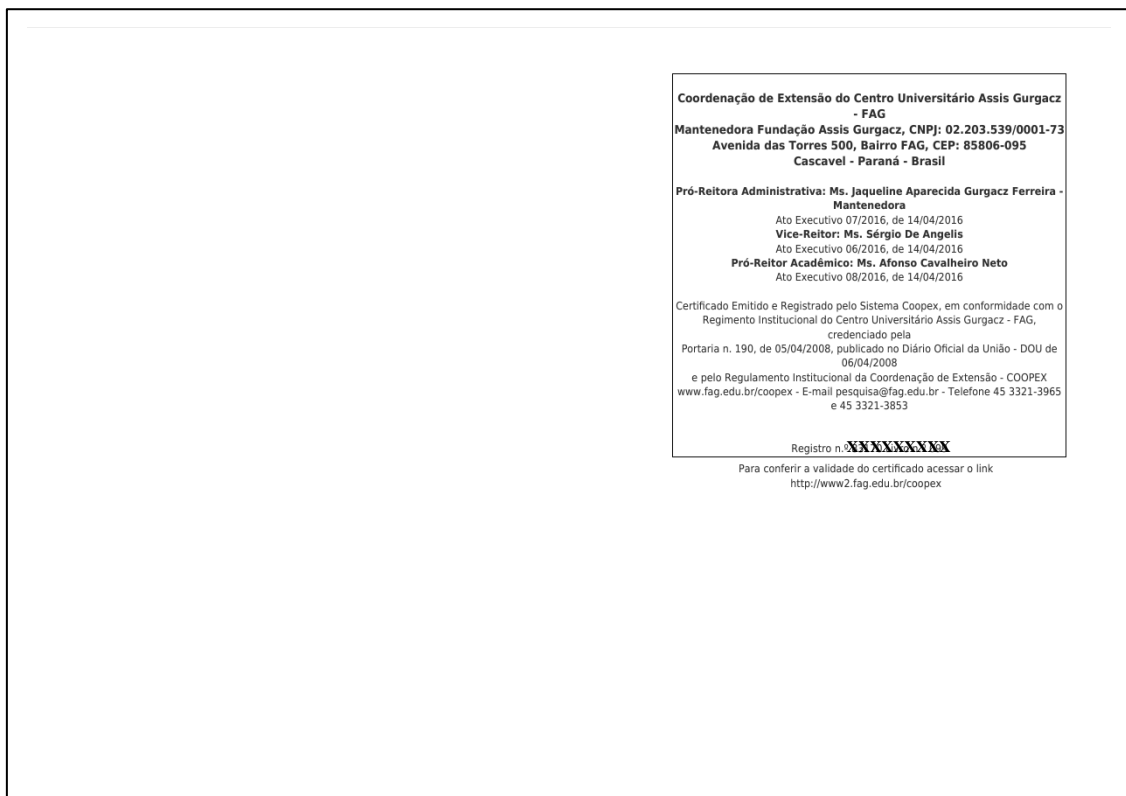 Coordenação de Extensão do Centro Universitário Assis Gurgacz
- FAG
Mantenedora Fundação Assis Gurgacz, CNPJ: 02.203.539/0001-73
Avenida das Torres 500, Bairro FAG, CEP: 85806-095
Cascavel - Paraná - Brasil
Pró-Reitora Administrativa: Ms. Jaqueline Aparecida Gurgacz Ferreira -
Mantenedora
Ato Executivo 07/2016, de 14/04/2016
Vice-Reitor: Ms. Sérgio De Angelis
Ato Executivo 06/2016, de 14/04/2016
Pró-Reitor Acadêmico: Ms. Afonso Cavalheiro Neto
Ato Executivo 08/2016, de 14/04/2016
Certificado Emitido e Registrado pelo Sistema Coopex, em conformidade com o
Regimento Institucional do Centro Universitário Assis Gurgacz - FAG,
credenciado pela
Portaria n. 190, de 05/04/2008, publicado no Diário Oficial da União - DOU de
06/04/2008
e pelo Regulamento Institucional da Coordenação de Extensão - COOPEX
www.fag.edu.br/coopex - E-mail pesquisa@fag.edu.br - Telefone 45 3321-3965
e 45 3321-3853
Registro n.º XXXXXXXXX
Para conferir a validade do certificado acessar o link
http://www2.fag.edu.br/coopex